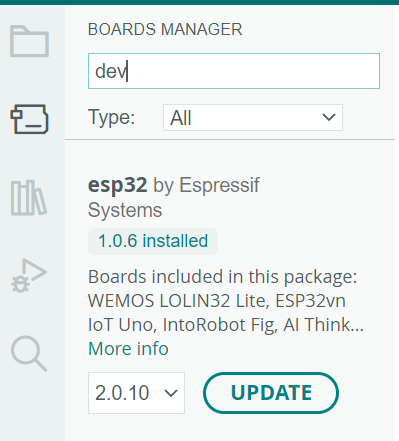 BOARDS MANAGER
dev
Type: All
esp32 by Espressif
Systems
1.0.6 installed
Boards included in this package:
WEMOS LOLIN32 Lite, ESP32vn
IoT Uno, IntoRobot Fig, AI Think...
More info
2.0.10 UPDATE